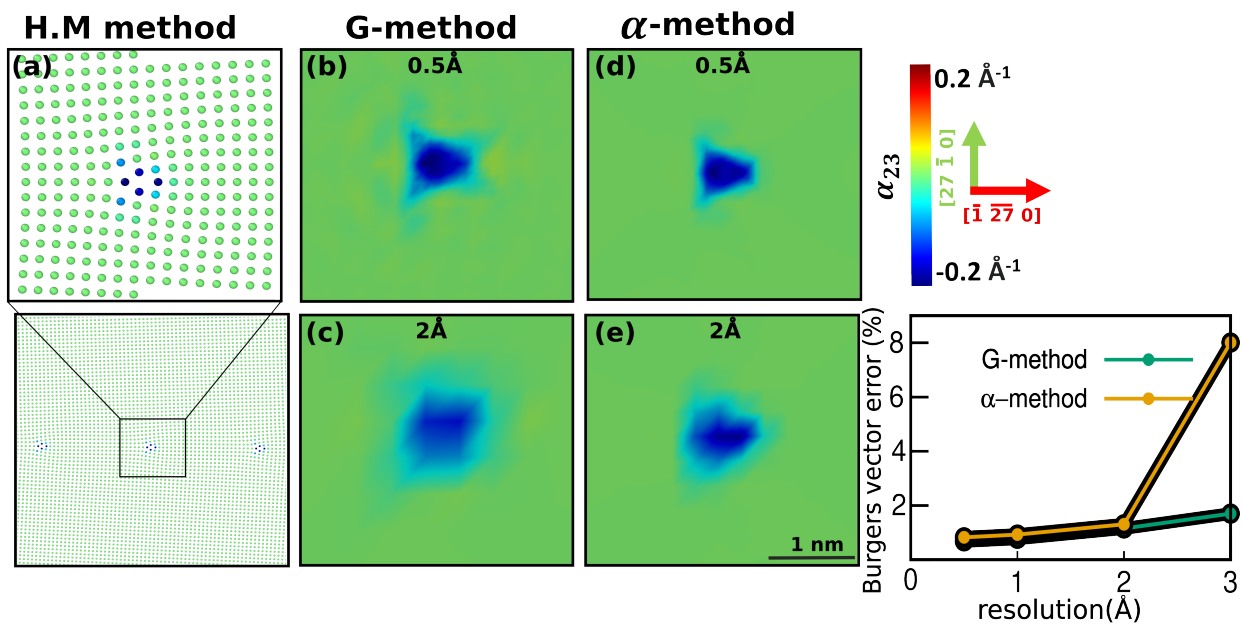 H.M method
G-method
α-method
(a)
(b)
0.5Å
(d)
0.5Å
(c)
2Å
(e)
2Å
1 nm
α₂₃
0.2 Å⁻¹
-0.2 Å⁻¹
[27 1̄ 0]
[1̄ 2̄7̄ 0]
Burgers vector error (%)
8
6
4
2
G-method
α–method
0 1 2 3
resolution(Å)